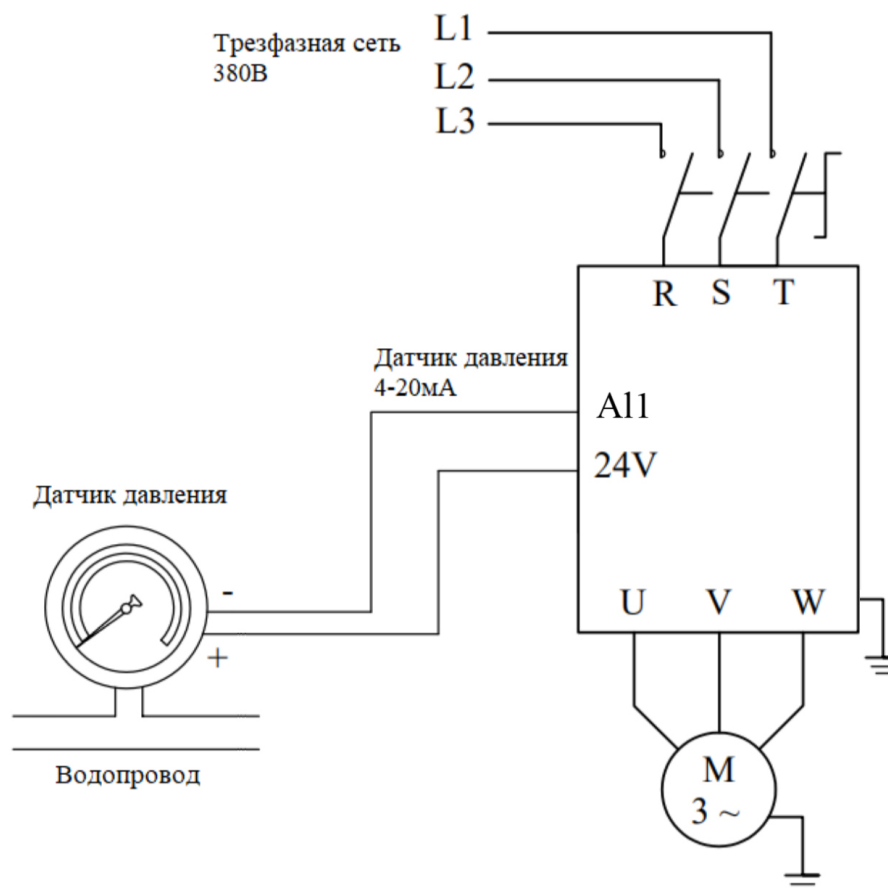 Трезфазная сеть
380В
L1
L2
L3
R S T
Датчик давления
4-20мА
Al1
24V
Датчик давления
-
+
U V W
Водопровод
M
3 ~